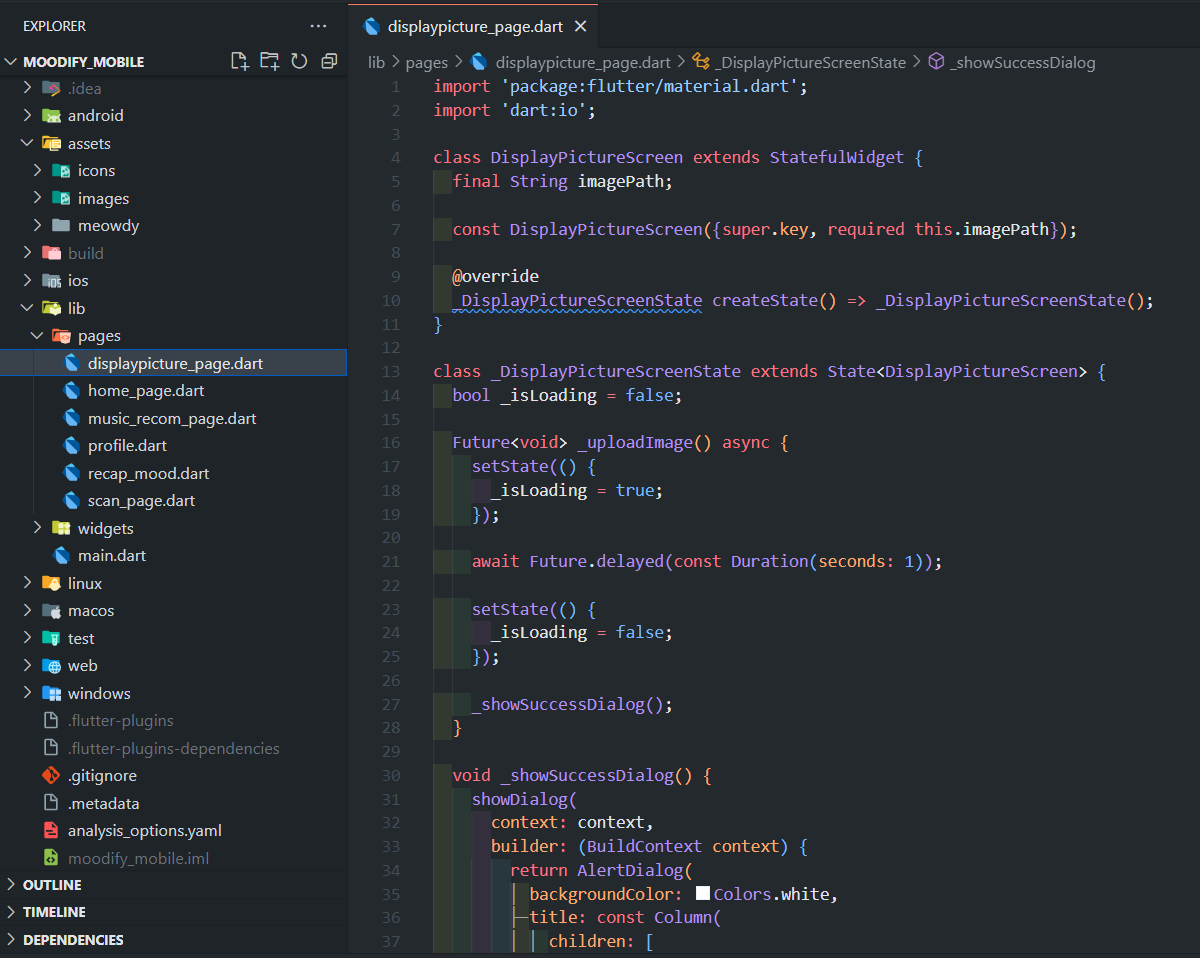 EXPLORER
MOODIFY_MOBILE
.idea
android
assets
icons
images
meowdy
build
ios
lib
pages
displaypicture_page.dart
home_page.dart
music_recom_page.dart
profile.dart
recap_mood.dart
scan_page.dart
widgets
main.dart
linux
macos
test
web
windows
.flutter-plugins
.flutter-plugins-dependencies
.gitignore
.metadata
analysis_options.yaml
moodify_mobile.iml
OUTLINE
TIMELINE
DEPENDENCIES
displaypicture_page.dart
lib > pages > displaypicture_page.dart > _DisplayPictureScreenState > _showSuccessDialog
1 import 'package:flutter/material.dart';
2 import 'dart:io';
3
4 class DisplayPictureScreen extends StatefulWidget {
5 final String imagePath;
6
7 const DisplayPictureScreen({super.key, required this.imagePath});
8
9 @override
10 _DisplayPictureScreenState createState() => _DisplayPictureScreenState();
11 }
12
13 class _DisplayPictureScreenState extends State<DisplayPictureScreen> {
14 bool _isLoading = false;
15
16 Future<void> _uploadImage() async {
17 setState(() {
18 _isLoading = true;
19 });
20
21 await Future.delayed(const Duration(seconds: 1));
22
23 setState(() {
24 _isLoading = false;
25 });
26
27 _showSuccessDialog();
28 }
29
30 void _showSuccessDialog() {
31 showDialog(
32 context: context,
33 builder: (BuildContext context) {
34 return AlertDialog(
35 backgroundColor: Colors.white,
36 title: const Column(
37 children: [